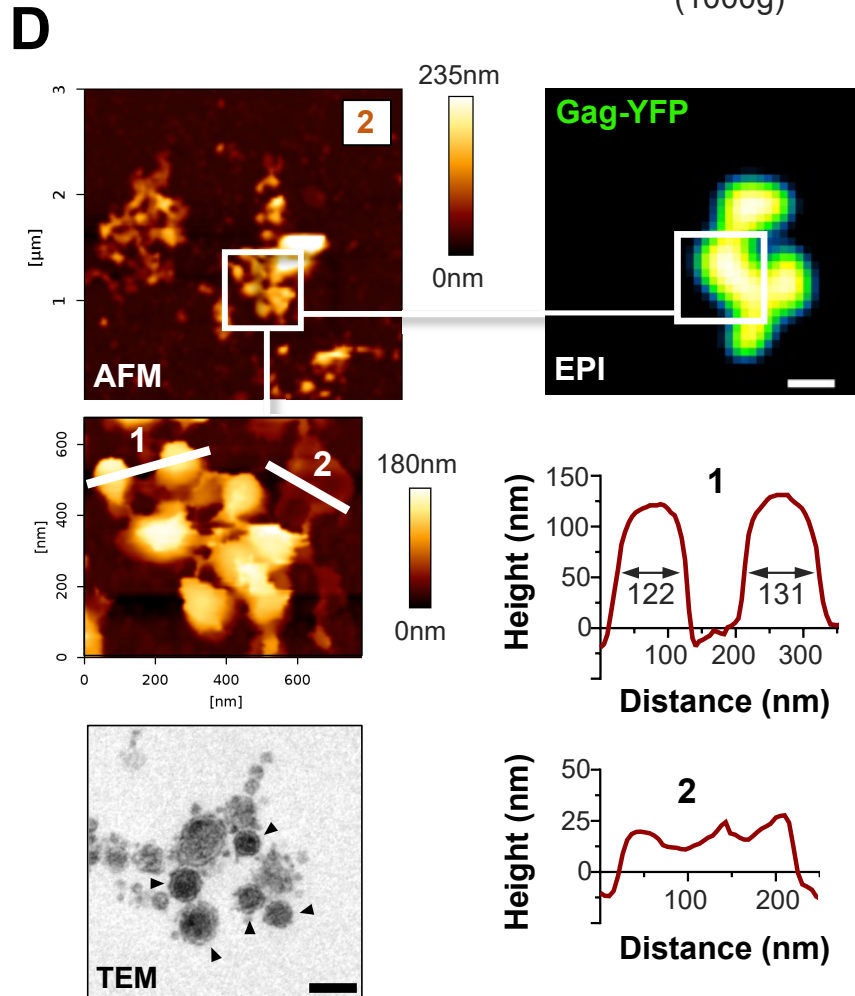 (1000g)
D
235nm
0nm
2
Gag-YFP
3
2
1
[µm]
AFM
EPI
1
2
600
400
200
0
[nm]
0 200 400 600
[nm]
180nm
0nm
1
150
100
50
0
Height (nm)
122
131
100 200 300
Distance (nm)
TEM
2
50
25
0
Height (nm)
100 200
Distance (nm)